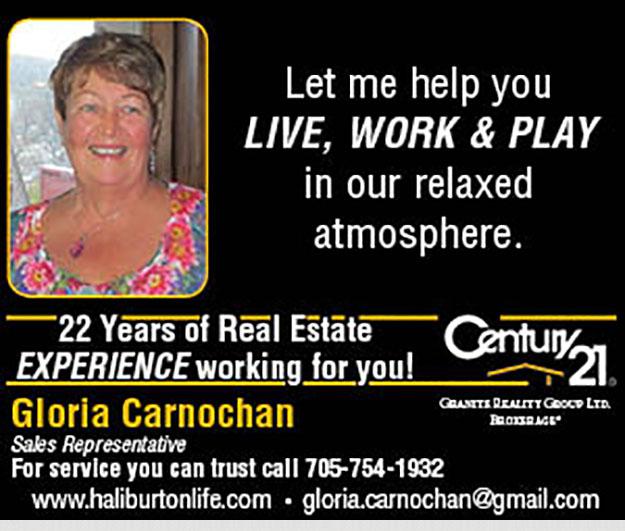 Let me help you
LIVE, WORK & PLAY
in our relaxed
atmosphere.
22 Years of Real Estate
EXPERIENCE working for you!
Century 21®
GRANITE REALITY GROUP LTD.
BROKERAGE*
Gloria Carnochan
Sales Representative
For service you can trust call 705-754-1932
www.haliburtonlife.com • gloria.carnochan@gmail.com